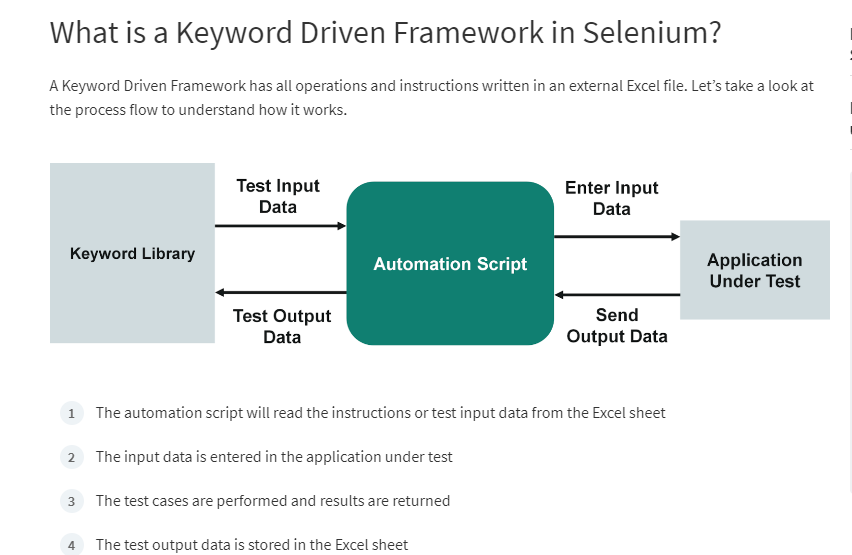 What is a Keyword Driven Framework in Selenium?
A Keyword Driven Framework has all operations and instructions written in an external Excel file. Let's take a look at
the process flow to understand how it works.
Keyword Library
Test Input
Data
Test Output
Data
Automation Script
Enter Input
Data
Send
Output Data
Application
Under Test
1 The automation script will read the instructions or test input data from the Excel sheet
2 The input data is entered in the application under test
3 The test cases are performed and results are returned
4 The test output data is stored in the Excel sheet